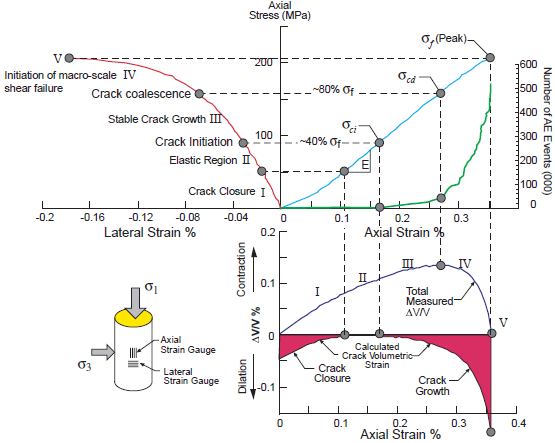 Axial
Stress (MPa)
σf (Peak)
V
200
600
Initiation of macro-scale IV
shear failure
σcd
500
Crack coalescence
~80% σf
400
Stable Crack Growth III
σci
300
100
Crack Initiation
~40% σf
Elastic Region II
E
200
Crack Closure I
100
0
Number of AE Events (000)
-0.2 -0.16 -0.12 -0.08 -0.04 0 0.1 0.2 0.3
Lateral Strain %
Axial Strain %
0.2
Contraction
III
IV
II
I
0.1
Total
Measured
ΔV/V
V
ΔV/V %
0
Calculated
Crack Volumetric
Strain
Crack
Closure
Crack
Growth
Dilation
-0.1
0 0.1 0.2 0.3 0.4
Axial Strain %
σ1
σ3
Axial
Strain Gauge
Lateral
Strain Gauge